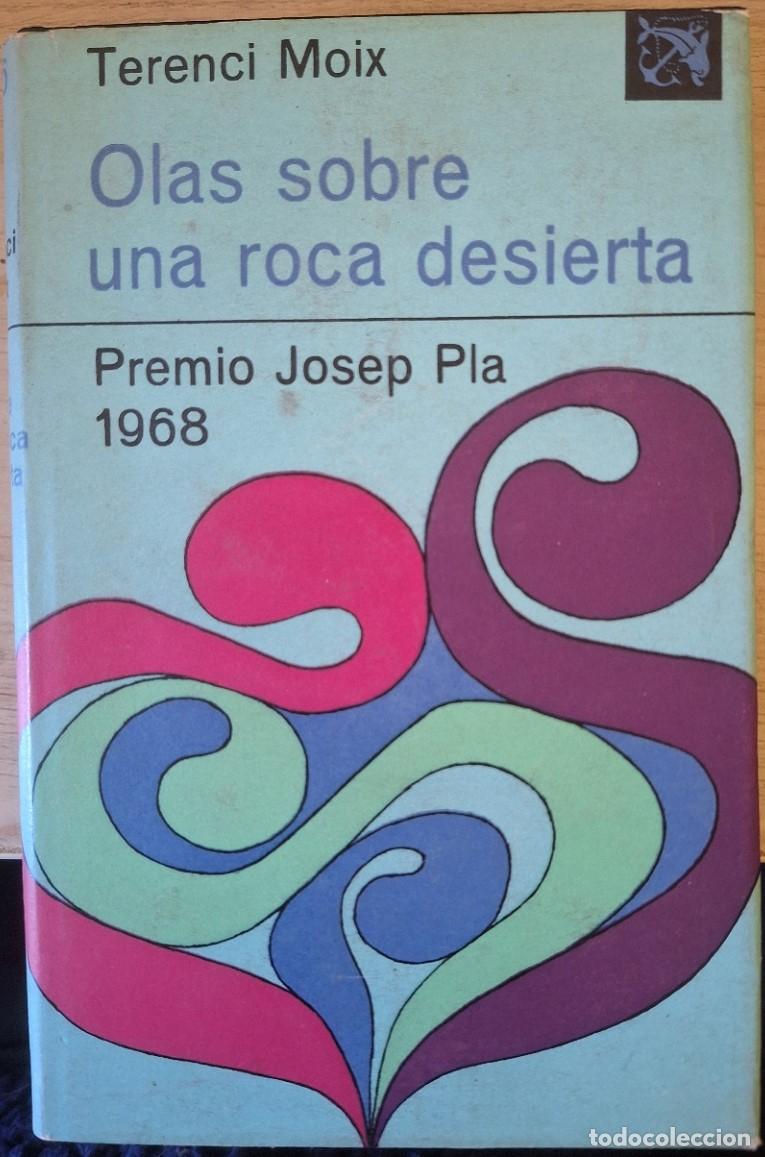 Terenci Moix
Olas sobre
una roca desierta
Premio Josep Pla
1968
todocoleccion